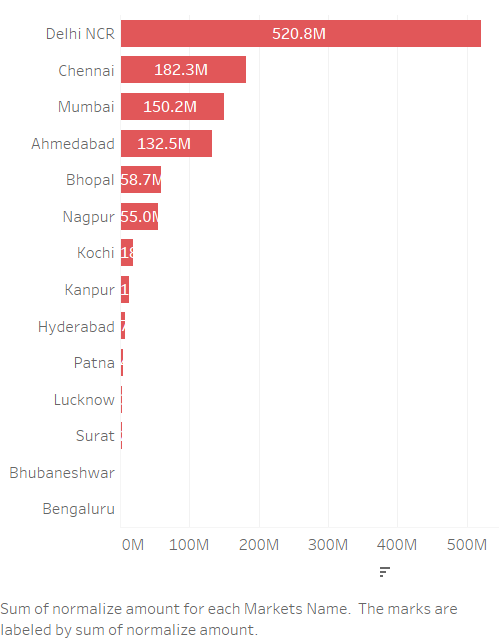 Delhi NCR 520.8M
Chennai 182.3M
Mumbai 150.2M
Ahmedabad 132.5M
Bhopal 58.7M
Nagpur 55.0M
Kochi
Kanpur
Hyderabad
Patna
Lucknow
Surat
Bhubaneshwar
Bengaluru
0M 100M 200M 300M 400M 500M
Sum of normalize amount for each Markets Name. The marks are
labeled by sum of normalize amount.